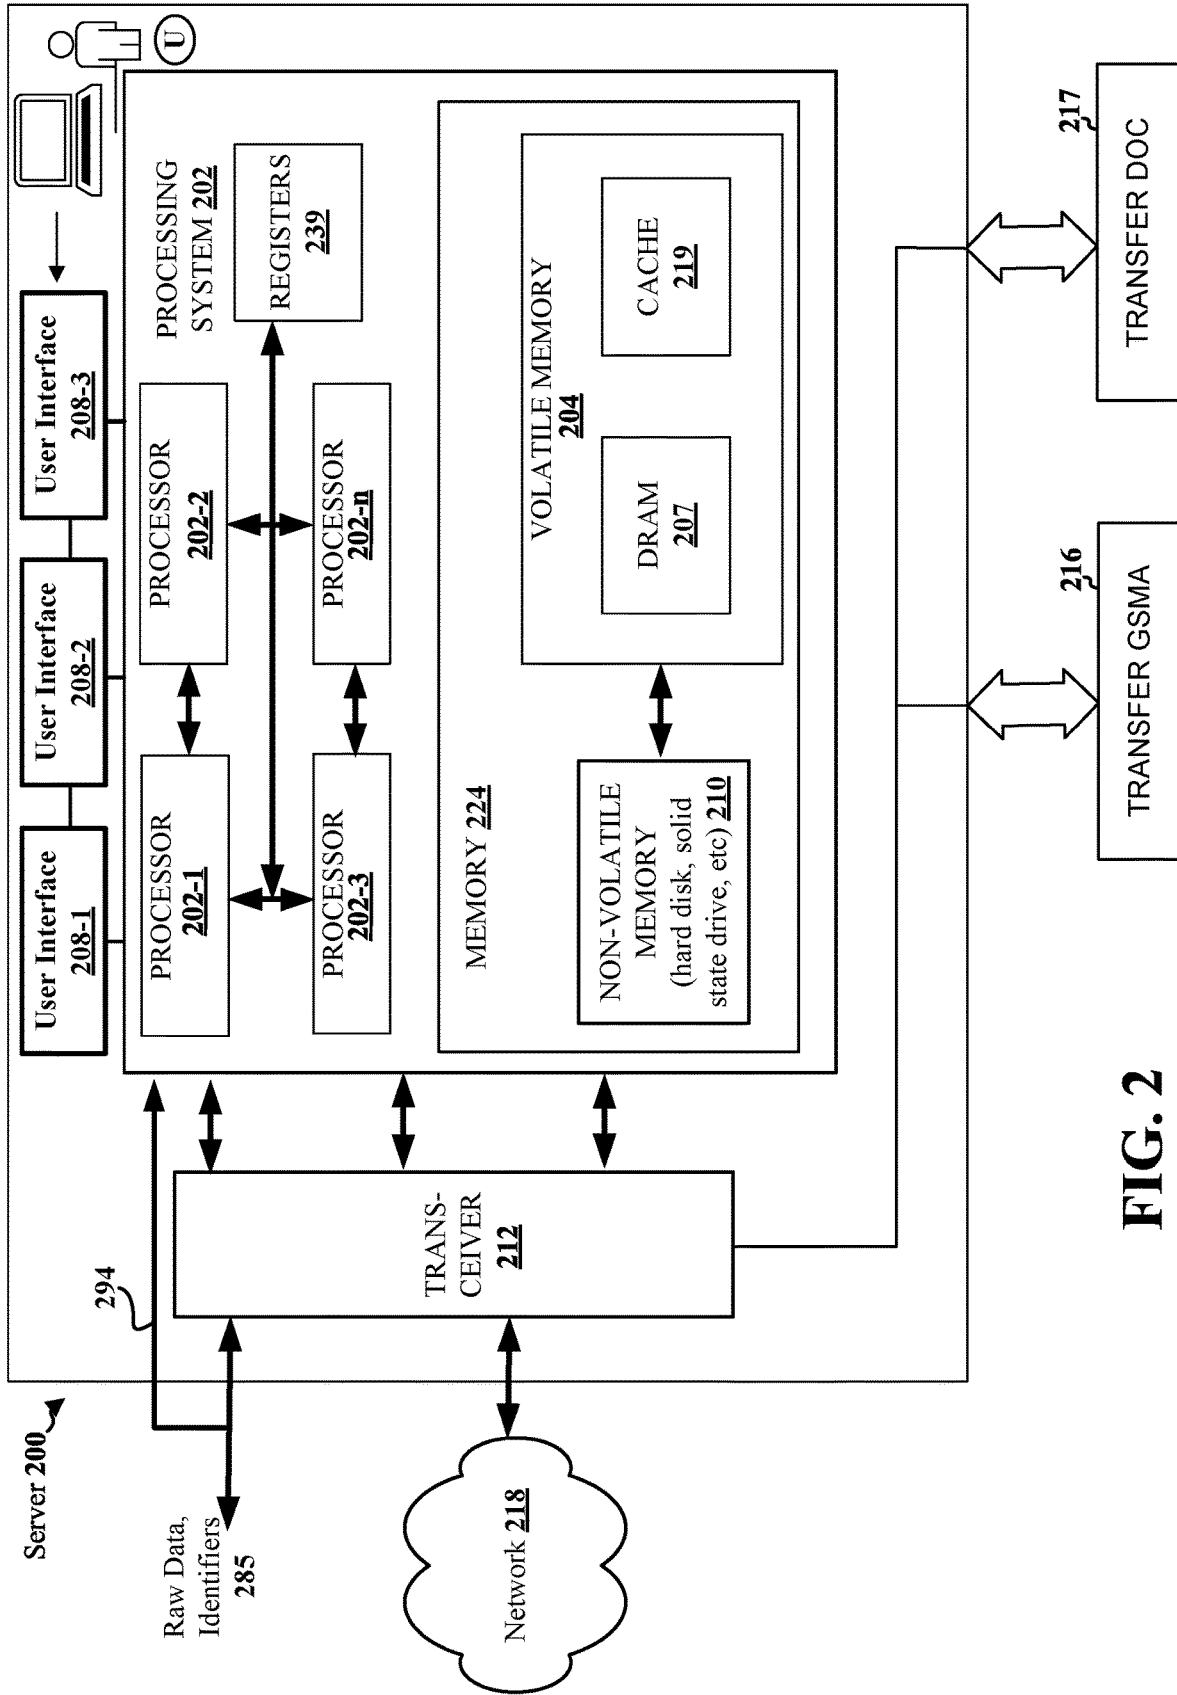 Server 200
294
Raw Data,
Identifiers
285
Network 218
TRANS-
CEIVER
212
User Interface
208-1
User Interface
208-2
User Interface
208-3
U
PROCESSING
SYSTEM 202
PROCESSOR
202-1
PROCESSOR
202-2
REGISTERS
239
PROCESSOR
202-3
PROCESSOR
202-n
MEMORY 224
NON-VOLATILE
MEMORY
(hard disk, solid
state drive, etc) 210
VOLATILE MEMORY
204
DRAM
207
CACHE
219
216
TRANSFER GSMA
217
TRANSFER DOC
FIG. 2